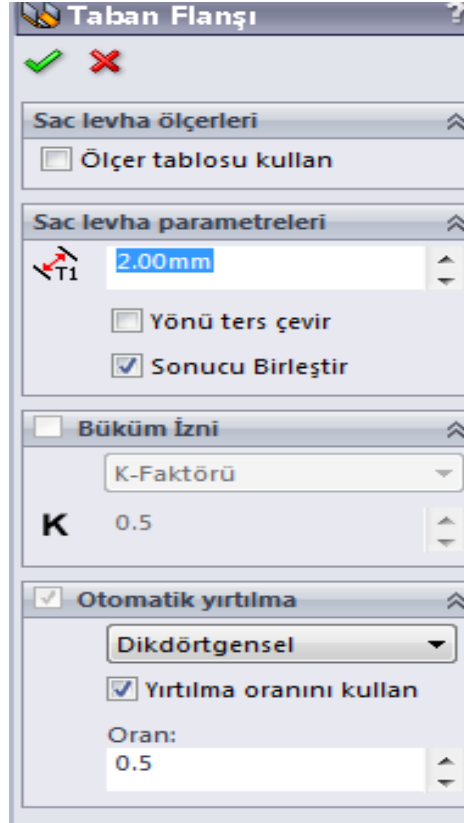 Taban Flanşı ?
Sac levha ölçerleri
Ölçer tablosu kullan
Sac levha parametreleri
T1 2.00mm
Yönü ters çevir
Sonucu Birleştir
Büküm İzni
K-Faktörü
K 0.5
Otomatik yırtılma
Dikdörtgensel
Yırtılma oranını kullan
Oran:
0.5